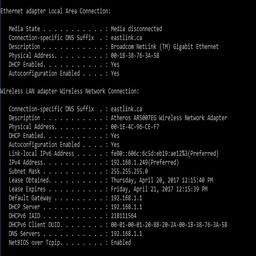 Ethernet adapter Local Area Connection:
Media State . . . . . . . . . . . : Media disconnected
Connection-specific DNS Suffix . : eastlink.ca
Description . . . . . . . . . . . : Broadcom NetLink (TM) Gigabit Ethernet
Physical Address. . . . . . . . . : 00-1B-38-76-3A-58
DHCP Enabled. . . . . . . . . . . : Yes
Autoconfiguration Enabled . . . . : Yes
Wireless LAN adapter Wireless Network Connection:
Connection-specific DNS Suffix . : eastlink.ca
Description . . . . . . . . . . . : Atheros AR5007EG Wireless Network Adapter
Physical Address. . . . . . . . . : 00-1E-4C-96-CE-F7
DHCP Enabled. . . . . . . . . . . : Yes
Autoconfiguration Enabled . . . . : Yes
Link-local IPv6 Address . . . . . :
IPv4 Address. . . . . . . . . . . : 192.168.1.249(Preferred)
Subnet Mask . . . . . . . . . . . : 255.255.255.0
Lease Obtained. . . . . . . . . . : Thursday, April 20, 2017 12:15:40 PM
Lease Expires . . . . . . . . . . : Friday, April 21, 2017 12:15:39 PM
Default Gateway . . . . . . . . . : 192.168.1.1
DHCP Server . . . . . . . . . . . : 192.168.1.1
DHCPv6 IAID . . . . . . . . . . . : 218111564
DHCPv6 Client DUID. . . . . . . . : 00-01-00-01-20-88-20-2A-00-1B-38-76-3A-58
DNS Servers . . . . . . . . . . . : 192.168.1.1
NetBIOS over Tcpip. . . . . . . . : Enabled